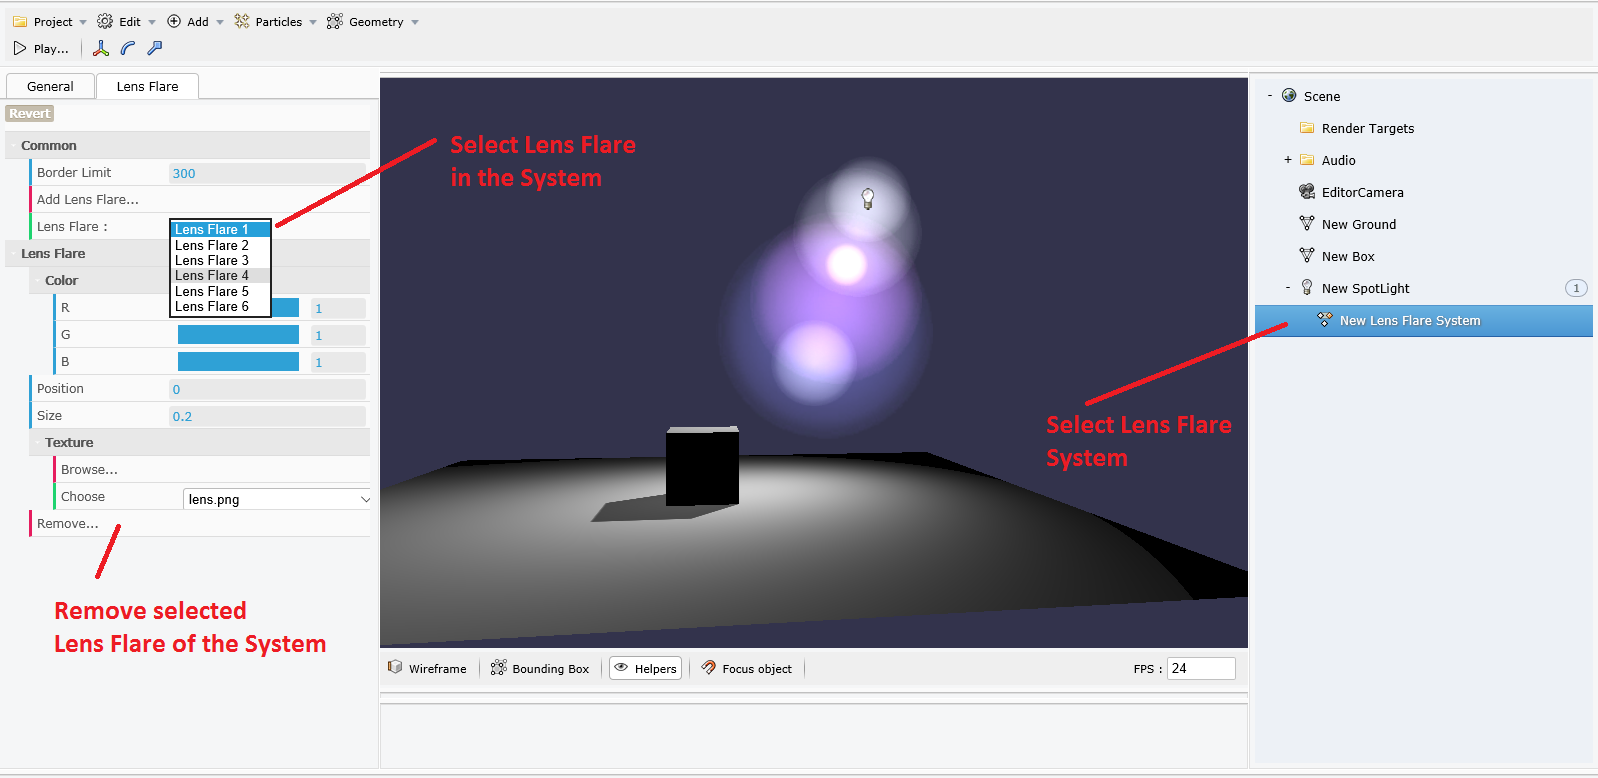 Project Edit Add Particles Geometry
Play...
General Lens Flare
Revert
Common
Border Limit 300
Add Lens Flare...
Lens Flare :
Lens Flare 1
Lens Flare 2
Lens Flare 3
Lens Flare 4
Lens Flare 5
Lens Flare 6
Lens Flare
Color
R 1
G 1
B 1
Position 0
Size 0.2
Texture
Browse...
Choose lens.png
Remove...
Remove selected
Lens Flare of the System
Select Lens Flare
in the System
Select Lens Flare
System
Wireframe Bounding Box Helpers Focus object FPS : 24
- Scene
Render Targets
+ Audio
EditorCamera
New Ground
New Box
- New SpotLight 1
New Lens Flare System